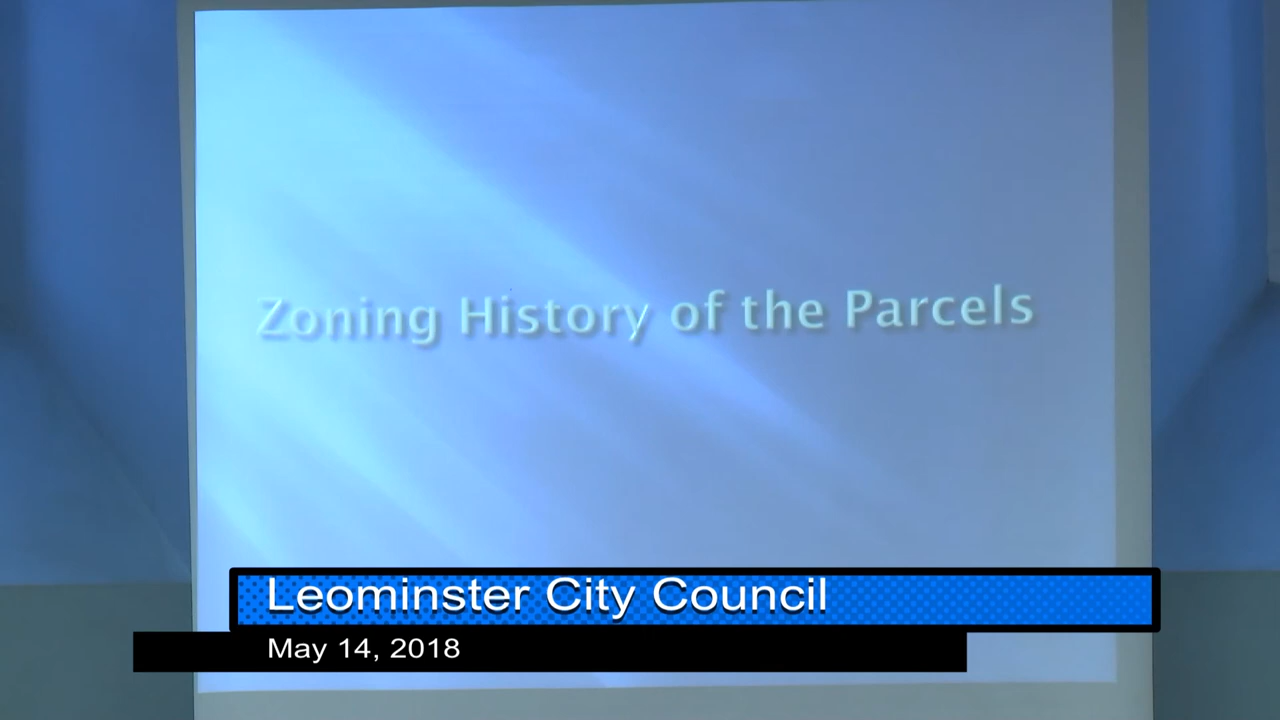 Zoning History of the Parcels
Leominster City Council
May 14, 2018